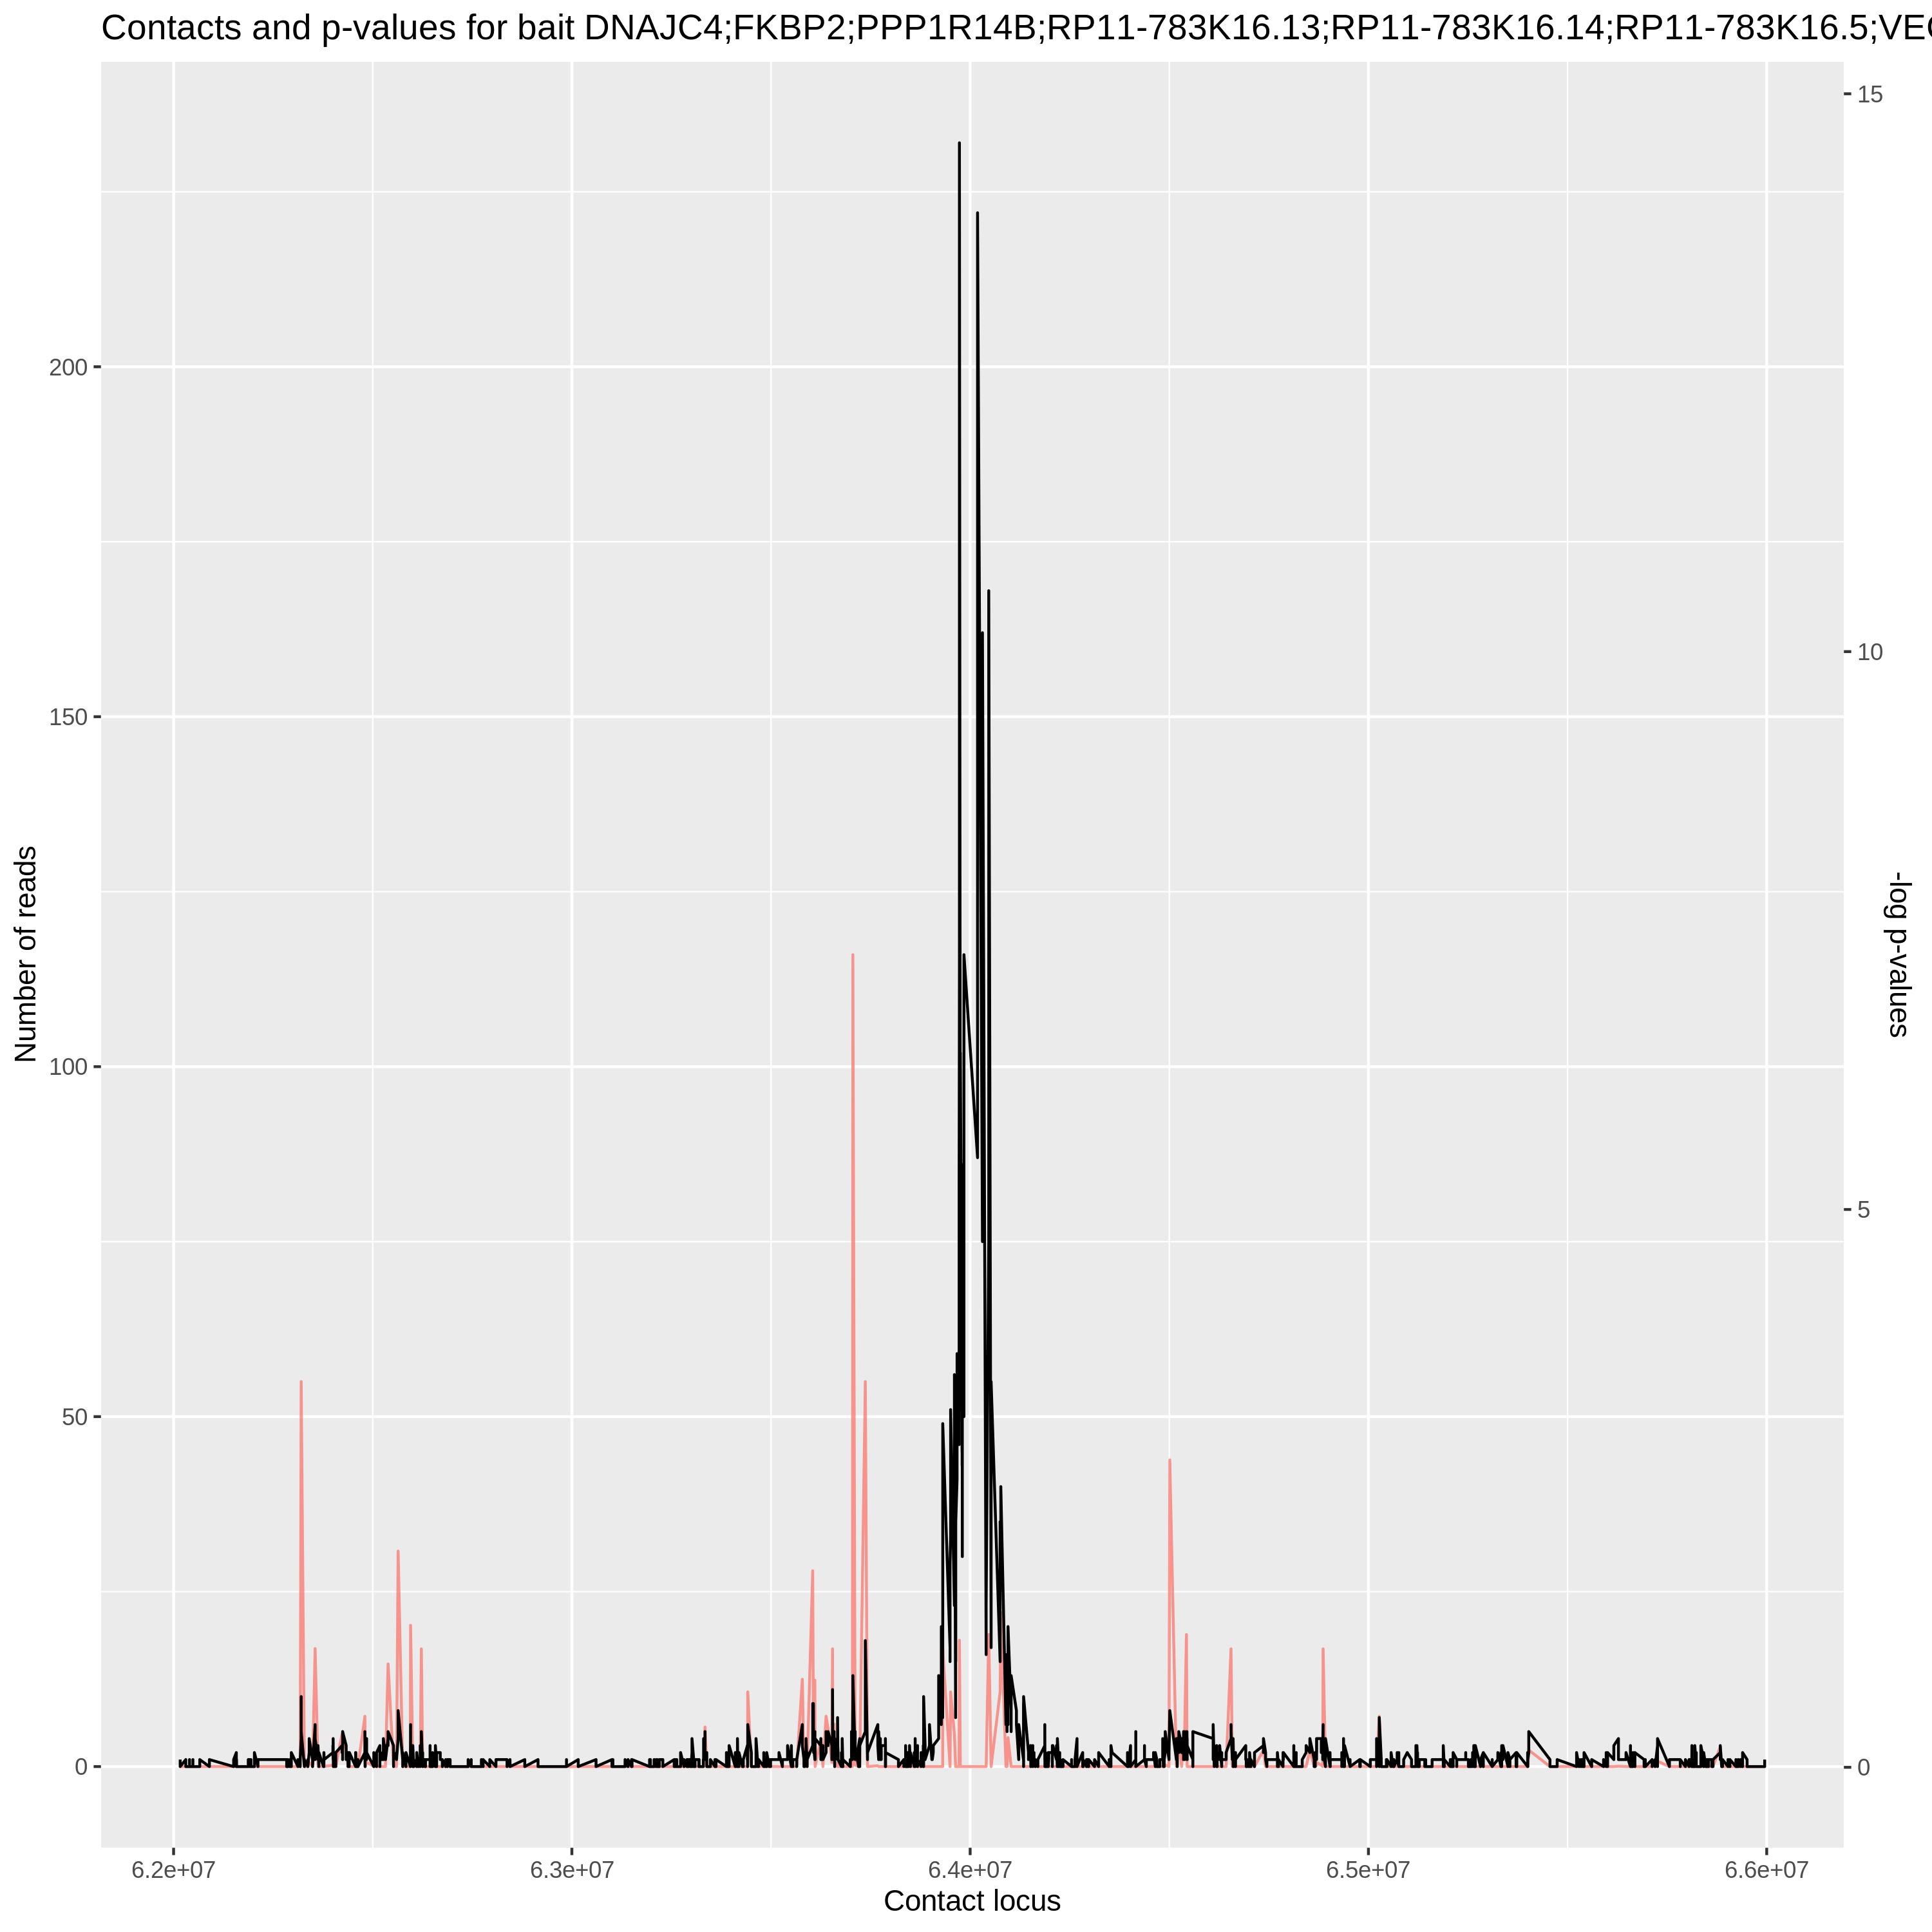 Contacts and p-values for bait DNAJC4;FKBP2;PPP1R14B;RP11-783K16.13;RP11-783K16.14;RP11-783K16.5;VE
15
200
10
150
Number of reads
-log p-values
100
5
50
0
0
6.2e+07 6.3e+07 6.4e+07 6.5e+07 6.6e+07
Contact locus